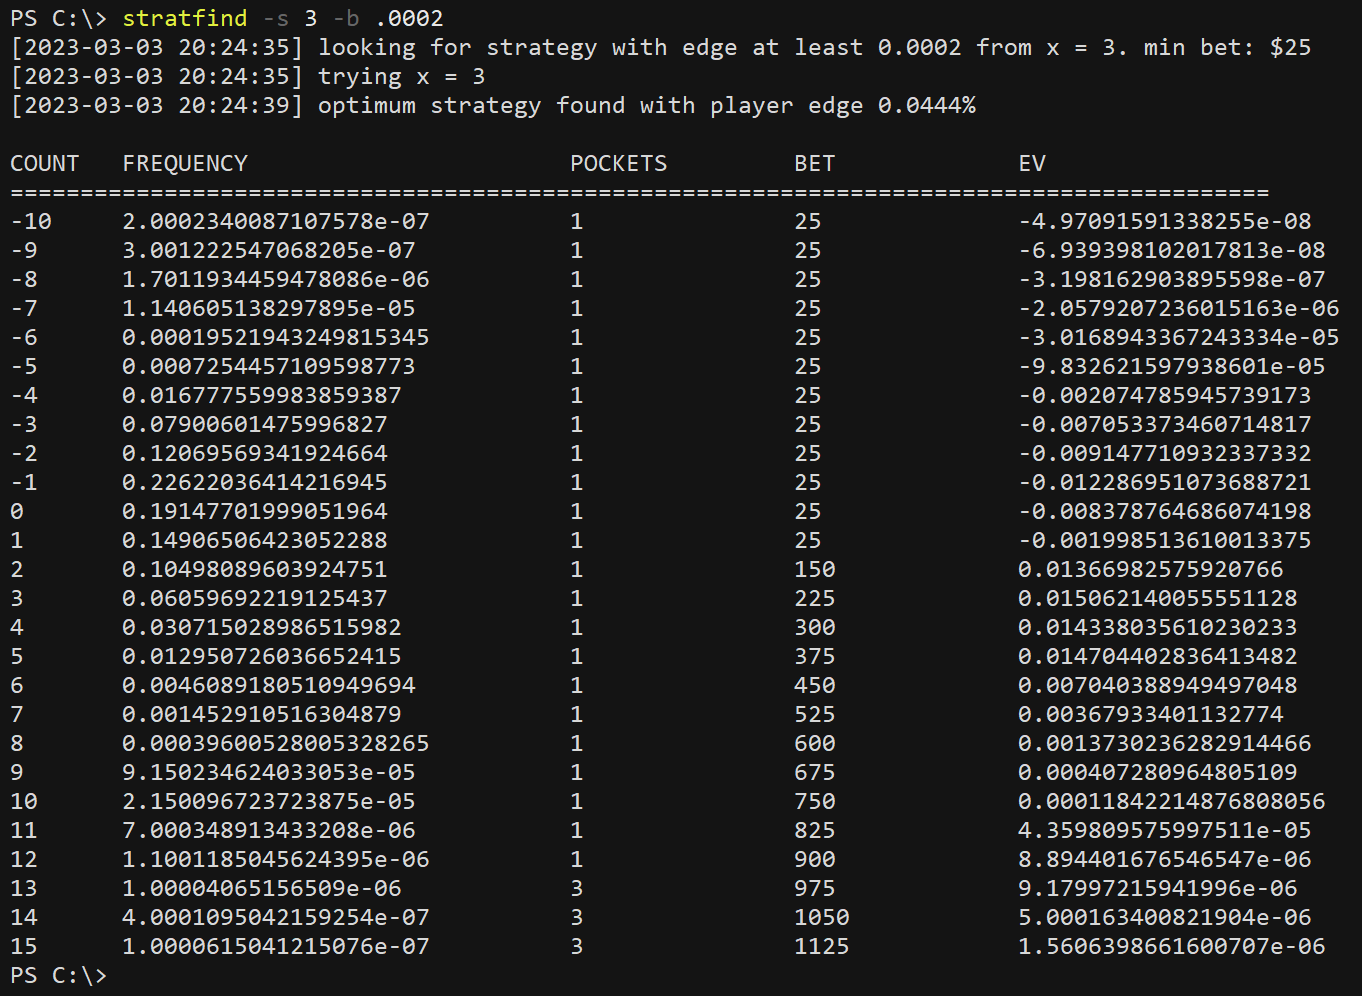 PS C:\> stratfind -s 3 -b .0002
[2023-03-03 20:24:35] looking for strategy with edge at least 0.0002 from x = 3. min bet: $25
[2023-03-03 20:24:35] trying x = 3
[2023-03-03 20:24:39] optimum strategy found with player edge 0.0444%
COUNT FREQUENCY POCKETS BET EV
==========================================================================================
-10 2.0002340087107578e-07 1 25 -4.97091591338255e-08
-9 3.001222547068205e-07 1 25 -6.939398102017813e-08
-8 1.7011934459478086e-06 1 25 -3.198162903895598e-07
-7 1.140605138297895e-05 1 25 -2.0579207236015163e-06
-6 0.00019521943249815345 1 25 -3.0168943367243334e-05
-5 0.0007254457109598773 1 25 -9.832621597938601e-05
-4 0.016777559983859387 1 25 -0.002074785945739173
-3 0.07900601475996827 1 25 -0.007053373460714817
-2 0.12069569341924664 1 25 -0.009147710932337332
-1 0.22622036414216945 1 25 -0.012286951073688721
0 0.19147701999051964 1 25 -0.008378764686074198
1 0.14906506423052288 1 25 -0.001998513610013375
2 0.10498089603924751 1 150 0.01366982575920766
3 0.06059692219125437 1 225 0.015062140055551128
4 0.030715028986515982 1 300 0.014338035610230233
5 0.012950726036652415 1 375 0.014704402836413482
6 0.0046089180510949694 1 450 0.007040388949497048
7 0.001452910516304879 1 525 0.00367933401132774
8 0.00039600528005328265 1 600 0.0013730236282914466
9 9.150234624033053e-05 1 675 0.000407280964805109
10 2.150096723723875e-05 1 750 0.00011842214876808056
11 7.000348913433208e-06 1 825 4.359809575997511e-05
12 1.1001185045624395e-06 1 900 8.894401676546547e-06
13 1.00004065156509e-06 3 975 9.17997215941996e-06
14 4.0001095042159254e-07 3 1050 5.000163400821904e-06
15 1.0000615041215076e-07 3 1125 1.5606398661600707e-06
PS C:\>